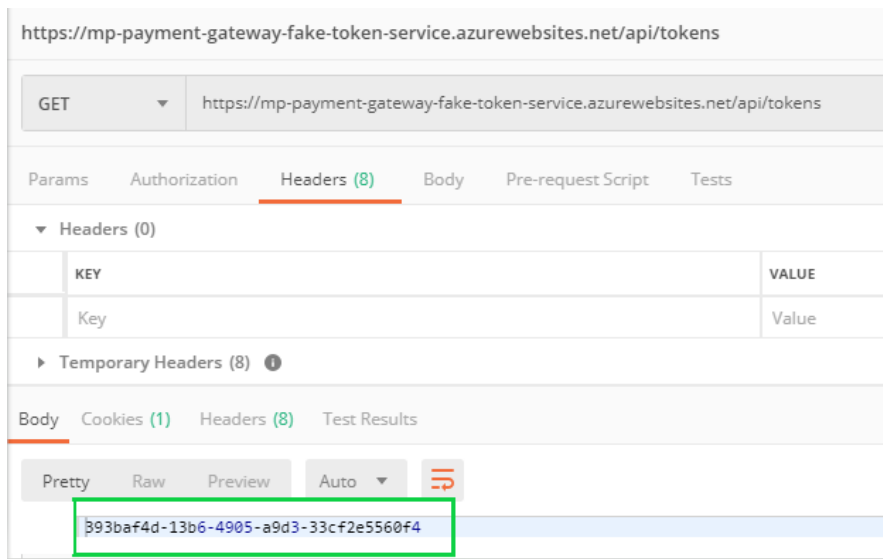 https://mp-payment-gateway-fake-token-service.azurewebsites.net/api/tokens
GET https://mp-payment-gateway-fake-token-service.azurewebsites.net/api/tokens
Params Authorization Headers (8) Body Pre-request Script Tests
Headers (0)
KEY VALUE
Key Value
Temporary Headers (8)
Body Cookies (1) Headers (8) Test Results
Pretty Raw Preview Auto
393baf4d-13b6-4905-a9d3-33cf2e5560f4